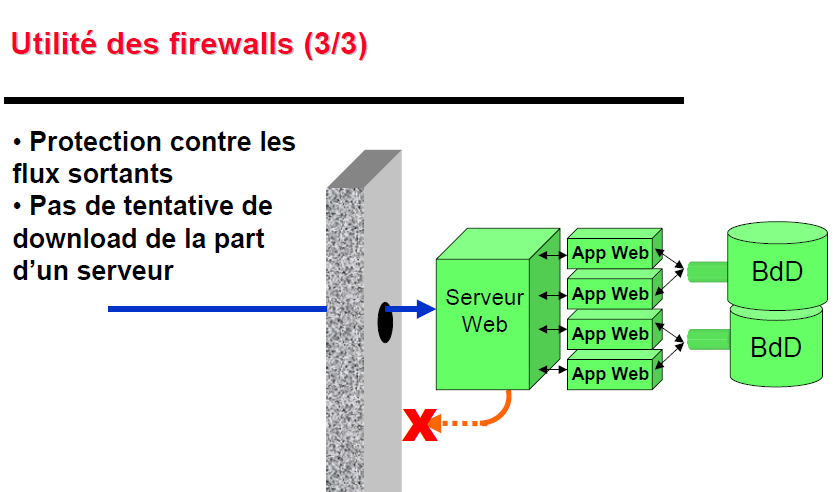 Utilité des firewalls (3/3)
• Protection contre les
flux sortants
• Pas de tentative de
download de la part
d’un serveur
Serveur
Web
App Web
App Web
App Web
App Web
BdD
BdD
X